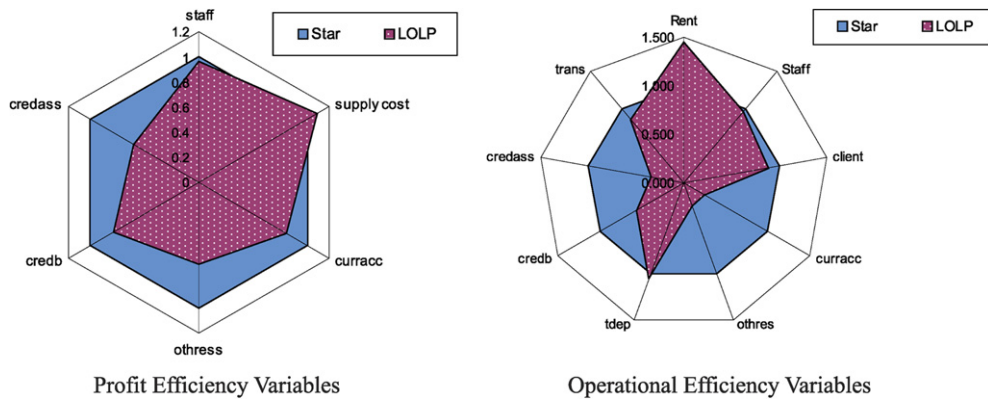 staff
1.2
1
0.8
0.6
0.4
0.2
0
Star LOLP
supply cost
curracc
othress
credb
credass
Profit Efficiency Variables
Rent
1.500
1.000
0.500
0.000
Star LOLP
Staff
client
curracc
othres
tdep
credb
credass
trans
Operational Efficiency Variables